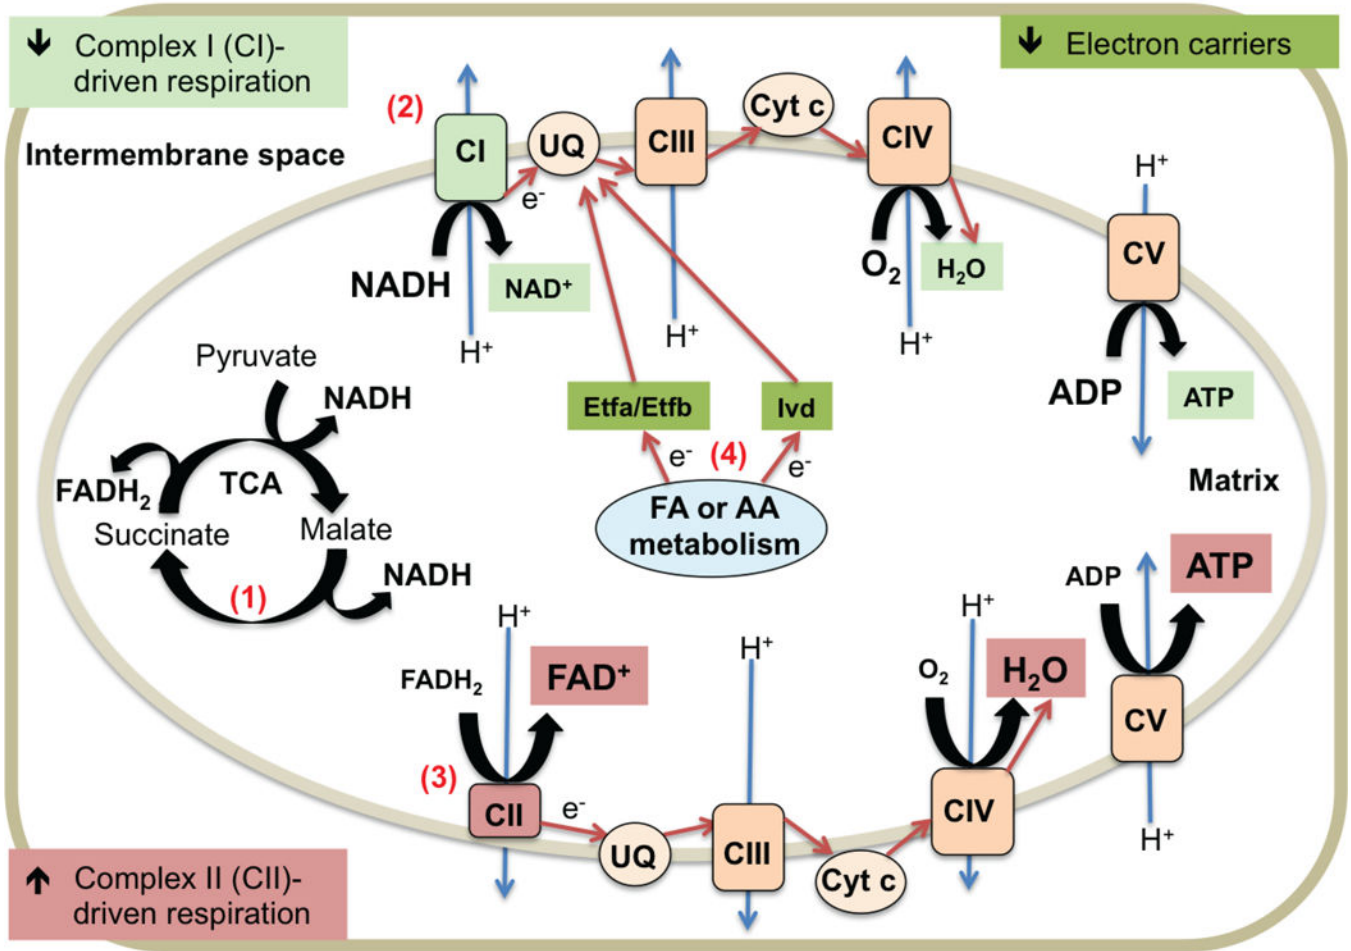 🡫 Complex I (CI)-
driven respiration
🡫 Electron carriers
Intermembrane space
(2)
CI
UQ
e⁻
CIII
Cyt c
CIV
H⁺
CV
NADH
NAD⁺
H⁺
H⁺
O₂
H₂O
H⁺
ADP
ATP
Pyruvate
NADH
FADH₂
TCA
Succinate
Malate
(1)
NADH
Etfa/Etfb
Ivd
e⁻
(4)
e⁻
FA or AA
metabolism
Matrix
H⁺
FADH₂
FAD⁺
(3)
CII
e⁻
UQ
H⁺
CIII
Cyt c
H⁺
O₂
H₂O
CIV
ADP
ATP
CV
H⁺
🡩 Complex II (CII)-
driven respiration